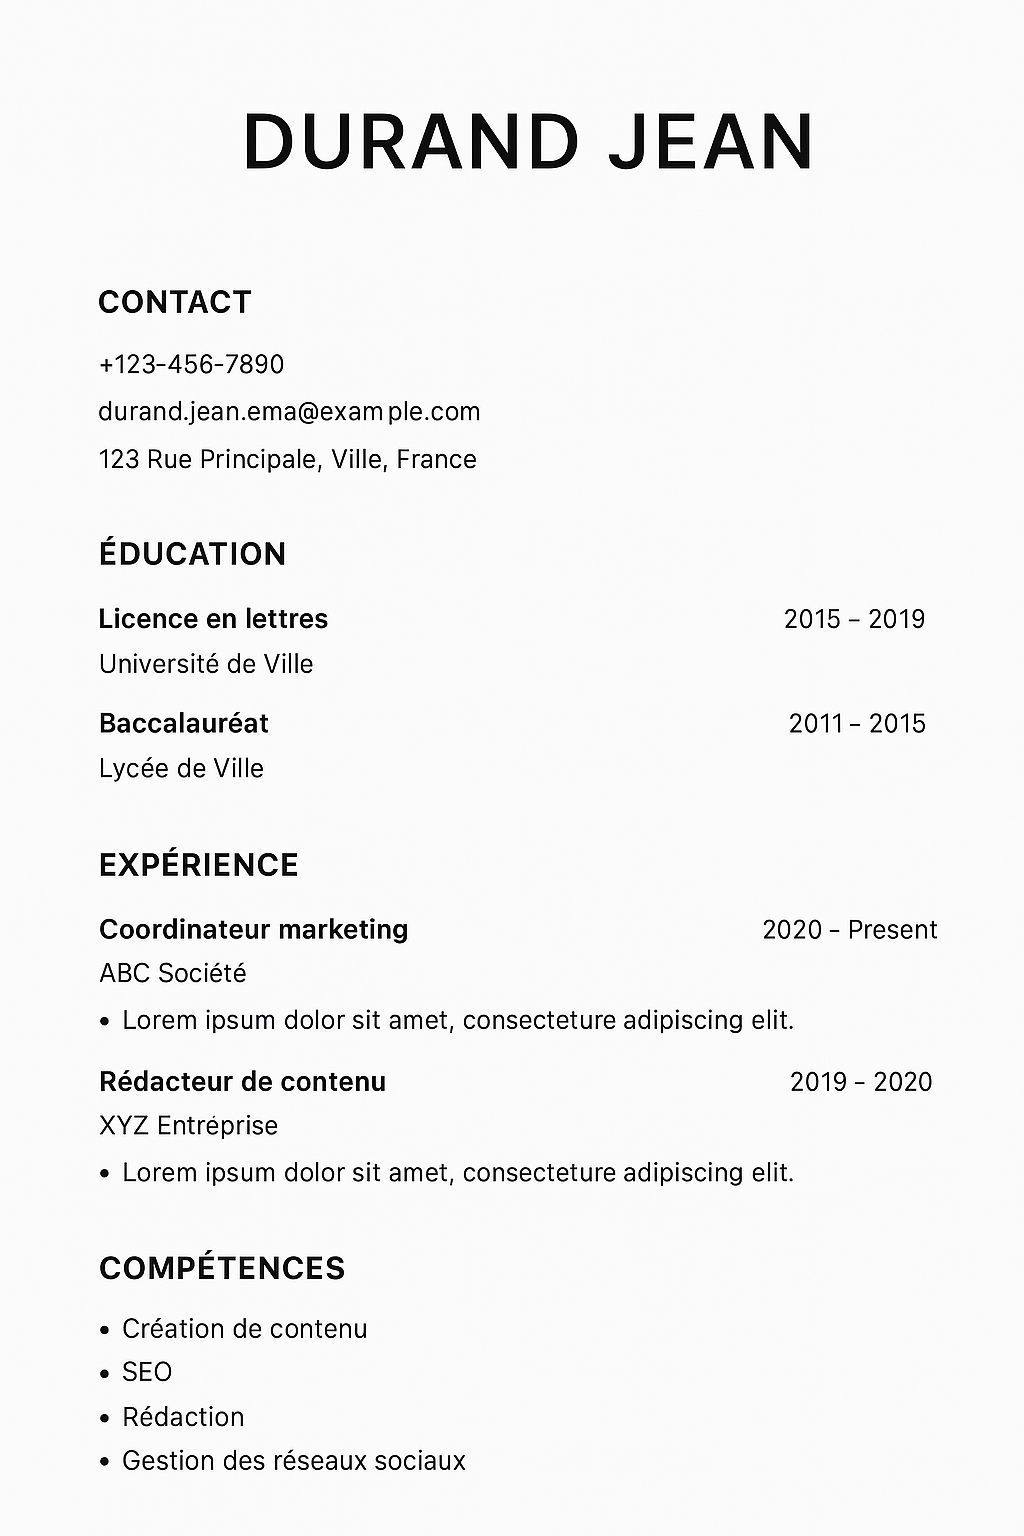 DURAND JEAN
CONTACT
+123-456-7890
durand.jean.ema@example.com
123 Rue Principale, Ville, France
ÉDUCATION
Licence en lettres 2015 – 2019
Université de Ville
Baccalauréat 2011 – 2015
Lycée de Ville
EXPÉRIENCE
Coordinateur marketing 2020 - Present
ABC Société
• Lorem ipsum dolor sit amet, consecteture adipiscing elit.
Rédacteur de contenu 2019 - 2020
XYZ Entréprise
• Lorem ipsum dolor sit amet, consecteture adipiscing elit.
COMPÉTENCES
• Création de contenu
• SEO
• Rédaction
• Gestion des réseaux sociaux